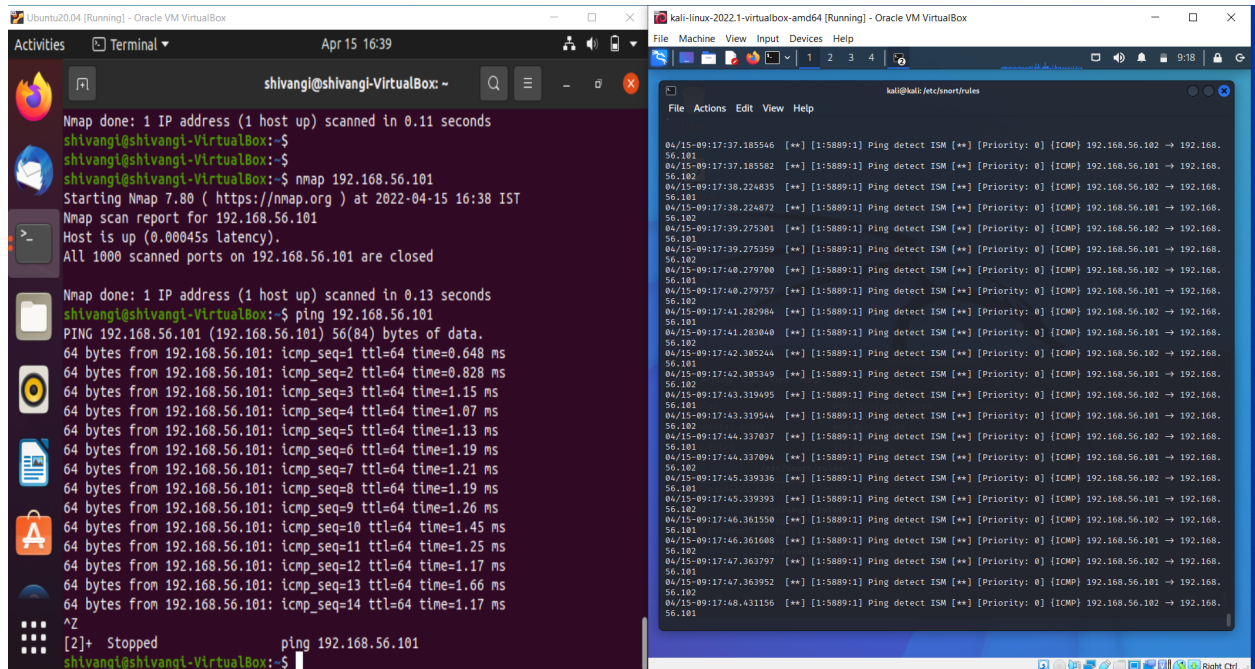 Ubuntu20.04 [Running] - Oracle VM VirtualBox
Activities
Terminal
Apr 15 16:39
shivangi@shivangi-VirtualBox: ~
Nmap done: 1 IP address (1 host up) scanned in 0.11 seconds
shivangi@shivangi-VirtualBox:~$
shivangi@shivangi-VirtualBox:~$
shivangi@shivangi-VirtualBox:~$ nmap 192.168.56.101
Starting Nmap 7.80 ( https://nmap.org ) at 2022-04-15 16:38 IST
Nmap scan report for 192.168.56.101
Host is up (0.00045s latency).
All 1000 scanned ports on 192.168.56.101 are closed
Nmap done: 1 IP address (1 host up) scanned in 0.13 seconds
shivangi@shivangi-VirtualBox:~$ ping 192.168.56.101
PING 192.168.56.101 (192.168.56.101) 56(84) bytes of data.
64 bytes from 192.168.56.101: icmp_seq=1 ttl=64 time=0.648 ms
64 bytes from 192.168.56.101: icmp_seq=2 ttl=64 time=0.828 ms
64 bytes from 192.168.56.101: icmp_seq=3 ttl=64 time=1.15 ms
64 bytes from 192.168.56.101: icmp_seq=4 ttl=64 time=1.07 ms
64 bytes from 192.168.56.101: icmp_seq=5 ttl=64 time=1.13 ms
64 bytes from 192.168.56.101: icmp_seq=6 ttl=64 time=1.19 ms
64 bytes from 192.168.56.101: icmp_seq=7 ttl=64 time=1.21 ms
64 bytes from 192.168.56.101: icmp_seq=8 ttl=64 time=1.19 ms
64 bytes from 192.168.56.101: icmp_seq=9 ttl=64 time=1.26 ms
64 bytes from 192.168.56.101: icmp_seq=10 ttl=64 time=1.45 ms
64 bytes from 192.168.56.101: icmp_seq=11 ttl=64 time=1.25 ms
64 bytes from 192.168.56.101: icmp_seq=12 ttl=64 time=1.17 ms
64 bytes from 192.168.56.101: icmp_seq=13 ttl=64 time=1.66 ms
64 bytes from 192.168.56.101: icmp_seq=14 ttl=64 time=1.17 ms
^Z
[2]+ Stopped ping 192.168.56.101
shivangi@shivangi-VirtualBox:~$
kali-linux-2022.1-virtualbox-amd64 [Running] - Oracle VM VirtualBox
File Machine View Input Devices Help
1 2 3 4
9:18
kali@kali: /etc/snort/rules
File Actions Edit View Help
04/15-09:17:37.185546 [**] [1:5889:1] Ping detect ISM [**] [Priority: 0] {ICMP} 192.168.56.102 → 192.168.
56.101
04/15-09:17:37.185582 [**] [1:5889:1] Ping detect ISM [**] [Priority: 0] {ICMP} 192.168.56.101 → 192.168.
56.102
04/15-09:17:38.224835 [**] [1:5889:1] Ping detect ISM [**] [Priority: 0] {ICMP} 192.168.56.102 → 192.168.
56.101
04/15-09:17:38.224872 [**] [1:5889:1] Ping detect ISM [**] [Priority: 0] {ICMP} 192.168.56.101 → 192.168.
56.102
04/15-09:17:39.275301 [**] [1:5889:1] Ping detect ISM [**] [Priority: 0] {ICMP} 192.168.56.102 → 192.168.
56.101
04/15-09:17:39.275359 [**] [1:5889:1] Ping detect ISM [**] [Priority: 0] {ICMP} 192.168.56.101 → 192.168.
56.102
04/15-09:17:40.279700 [**] [1:5889:1] Ping detect ISM [**] [Priority: 0] {ICMP} 192.168.56.102 → 192.168.
56.101
04/15-09:17:40.279757 [**] [1:5889:1] Ping detect ISM [**] [Priority: 0] {ICMP} 192.168.56.101 → 192.168.
56.102
04/15-09:17:41.282984 [**] [1:5889:1] Ping detect ISM [**] [Priority: 0] {ICMP} 192.168.56.102 → 192.168.
56.101
04/15-09:17:41.283040 [**] [1:5889:1] Ping detect ISM [**] [Priority: 0] {ICMP} 192.168.56.101 → 192.168.
56.102
04/15-09:17:42.305244 [**] [1:5889:1] Ping detect ISM [**] [Priority: 0] {ICMP} 192.168.56.102 → 192.168.
56.101
04/15-09:17:42.305349 [**] [1:5889:1] Ping detect ISM [**] [Priority: 0] {ICMP} 192.168.56.101 → 192.168.
56.102
04/15-09:17:43.319495 [**] [1:5889:1] Ping detect ISM [**] [Priority: 0] {ICMP} 192.168.56.102 → 192.168.
56.101
04/15-09:17:43.319544 [**] [1:5889:1] Ping detect ISM [**] [Priority: 0] {ICMP} 192.168.56.101 → 192.168.
56.102
04/15-09:17:44.337037 [**] [1:5889:1] Ping detect ISM [**] [Priority: 0] {ICMP} 192.168.56.102 → 192.168.
56.101
04/15-09:17:44.337094 [**] [1:5889:1] Ping detect ISM [**] [Priority: 0] {ICMP} 192.168.56.101 → 192.168.
56.102
04/15-09:17:45.339336 [**] [1:5889:1] Ping detect ISM [**] [Priority: 0] {ICMP} 192.168.56.102 → 192.168.
56.101
04/15-09:17:45.339393 [**] [1:5889:1] Ping detect ISM [**] [Priority: 0] {ICMP} 192.168.56.101 → 192.168.
56.102
04/15-09:17:46.361550 [**] [1:5889:1] Ping detect ISM [**] [Priority: 0] {ICMP} 192.168.56.102 → 192.168.
56.101
04/15-09:17:46.361608 [**] [1:5889:1] Ping detect ISM [**] [Priority: 0] {ICMP} 192.168.56.101 → 192.168.
56.102
04/15-09:17:47.363797 [**] [1:5889:1] Ping detect ISM [**] [Priority: 0] {ICMP} 192.168.56.102 → 192.168.
56.101
04/15-09:17:47.363952 [**] [1:5889:1] Ping detect ISM [**] [Priority: 0] {ICMP} 192.168.56.101 → 192.168.
56.102
04/15-09:17:48.431156 [**] [1:5889:1] Ping detect ISM [**] [Priority: 0] {ICMP} 192.168.56.102 → 192.168.
56.101
Right Ctrl